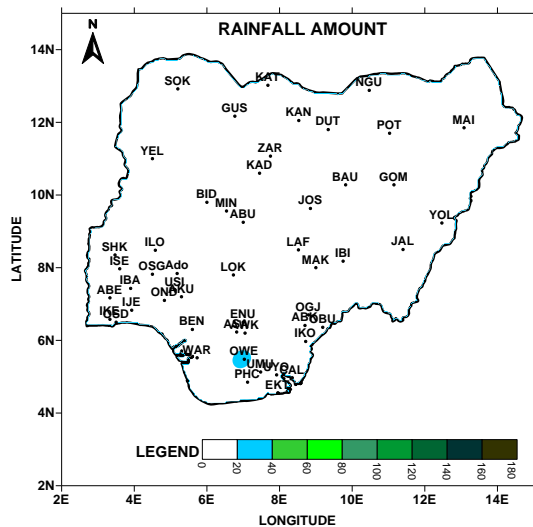 RAINFALL AMOUNT
14N
N
KAT
SOK
NGU
GUS
KAN
12N
DUT
POT
MAI
YEL
ZAR
KAD
BAU
GOM
10N
BID
MIN
JOS
ABU
YOL
SHK
ILO
LAF
IBI
JAL
ISE
OSG
Ado
LOK
MAK
8N
IBA
USI
AKU
ABE
OND
IJE
OGJ
IKE
OSD
BEN
ENU
ABK
OBU
AWK
IKO
6N
WAR
OWE
UMU
UYO
CAL
PHC
EKT
4N
LATITUDE
LEGEND
0
20
40
60
80
100
120
140
160
180
2N
2E
4E
6E
8E
10E
12E
14E
LONGITUDE